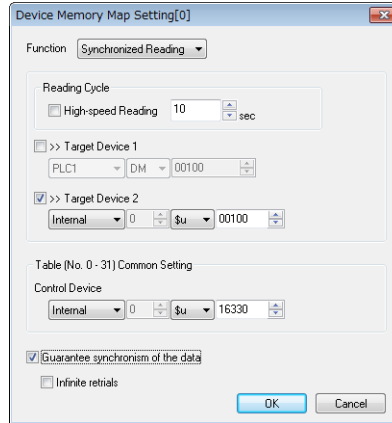 Device Memory Map Setting[0]
Function Synchronized Reading
Reading Cycle
High-speed Reading 10 sec
>> Target Device 1
PLC1 DM 00100
>> Target Device 2
Internal 0 $u 00100
Table (No. 0 - 31) Common Setting
Control Device
Internal 0 $u 16330
Guarantee synchronism of the data
Infinite retrials
OK Cancel